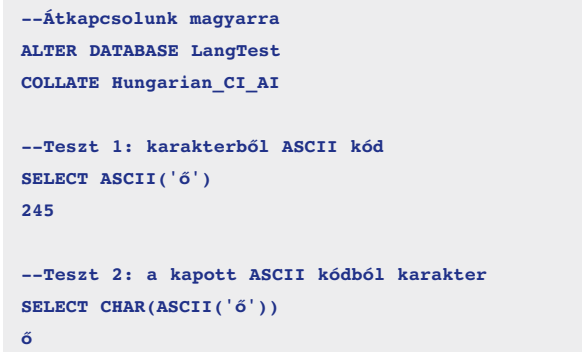 --Átkapcsolunk magyarra
ALTER DATABASE LangTest
COLLATE Hungarian_CI_AI
--Teszt 1: karakterből ASCII kód
SELECT ASCII('ő')
245
--Teszt 2: a kapott ASCII kódból karakter
SELECT CHAR(ASCII('ő'))
ő